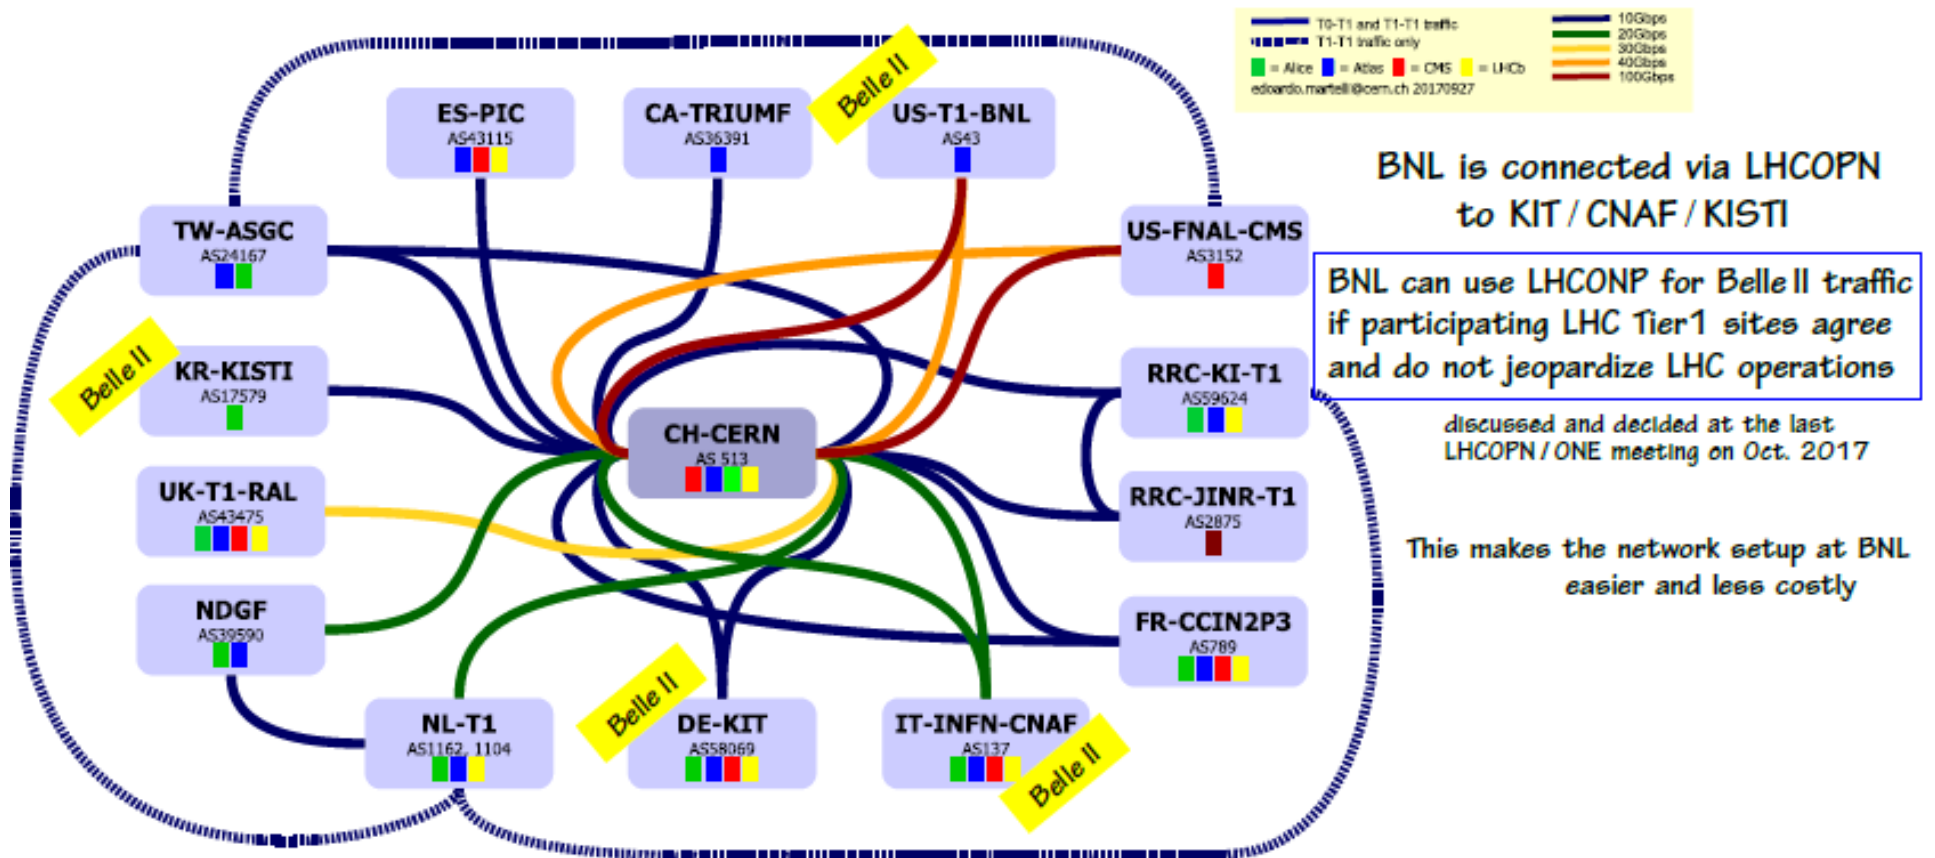 T0-T1 and T1-T1 traffic
T1-T1 traffic only
= Alice = Atlas = CMS = LHCb
edoardo.martelli@cern.ch 20170927
10Gbps
20Gbps
30Gbps
40Gbps
100Gbps
ES-PIC
AS43115
CA-TRIUMF
AS36391
Belle II
US-T1-BNL
AS43
TW-ASGC
AS24167
US-FNAL-CMS
AS3152
Belle II
KR-KISTI
AS17579
RRC-KI-T1
AS59624
CH-CERN
AS 513
UK-T1-RAL
AS43475
RRC-JINR-T1
AS2875
NDGF
AS39590
FR-CCIN2P3
AS789
NL-T1
AS1162, 1104
Belle II
DE-KIT
AS58069
IT-INFN-CNAF
AS137
Belle II
BNL is connected via LHCOPN
to KIT / CNAF / KISTI
BNL can use LHCONP for Belle II traffic
if participating LHC Tier1 sites agree
and do not jeopardize LHC operations
discussed and decided at the last
LHCOPN / ONE meeting on Oct. 2017
This makes the network setup at BNL
easier and less costly